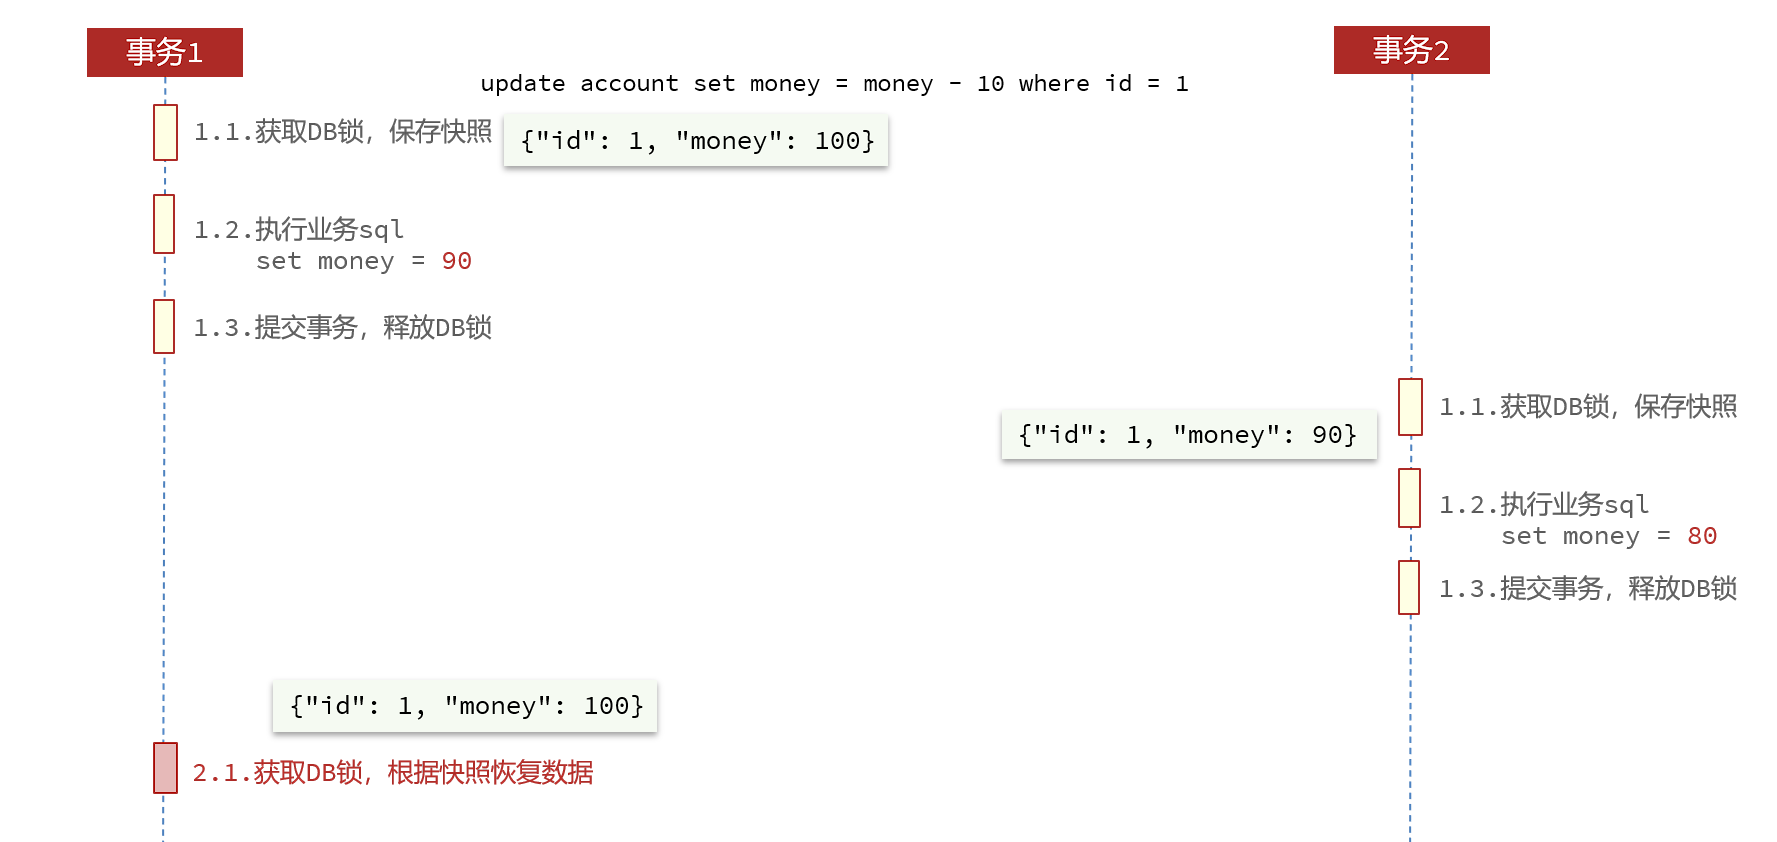 事务1
事务2
update account set money = money - 10 where id = 1
1.1.获取DB锁，保存快照
{"id": 1, "money": 100}
1.2.执行业务sql
set money = 90
1.3.提交事务，释放DB锁
1.1.获取DB锁，保存快照
{"id": 1, "money": 90}
1.2.执行业务sql
set money = 80
1.3.提交事务，释放DB锁
{"id": 1, "money": 100}
2.1.获取DB锁，根据快照恢复数据